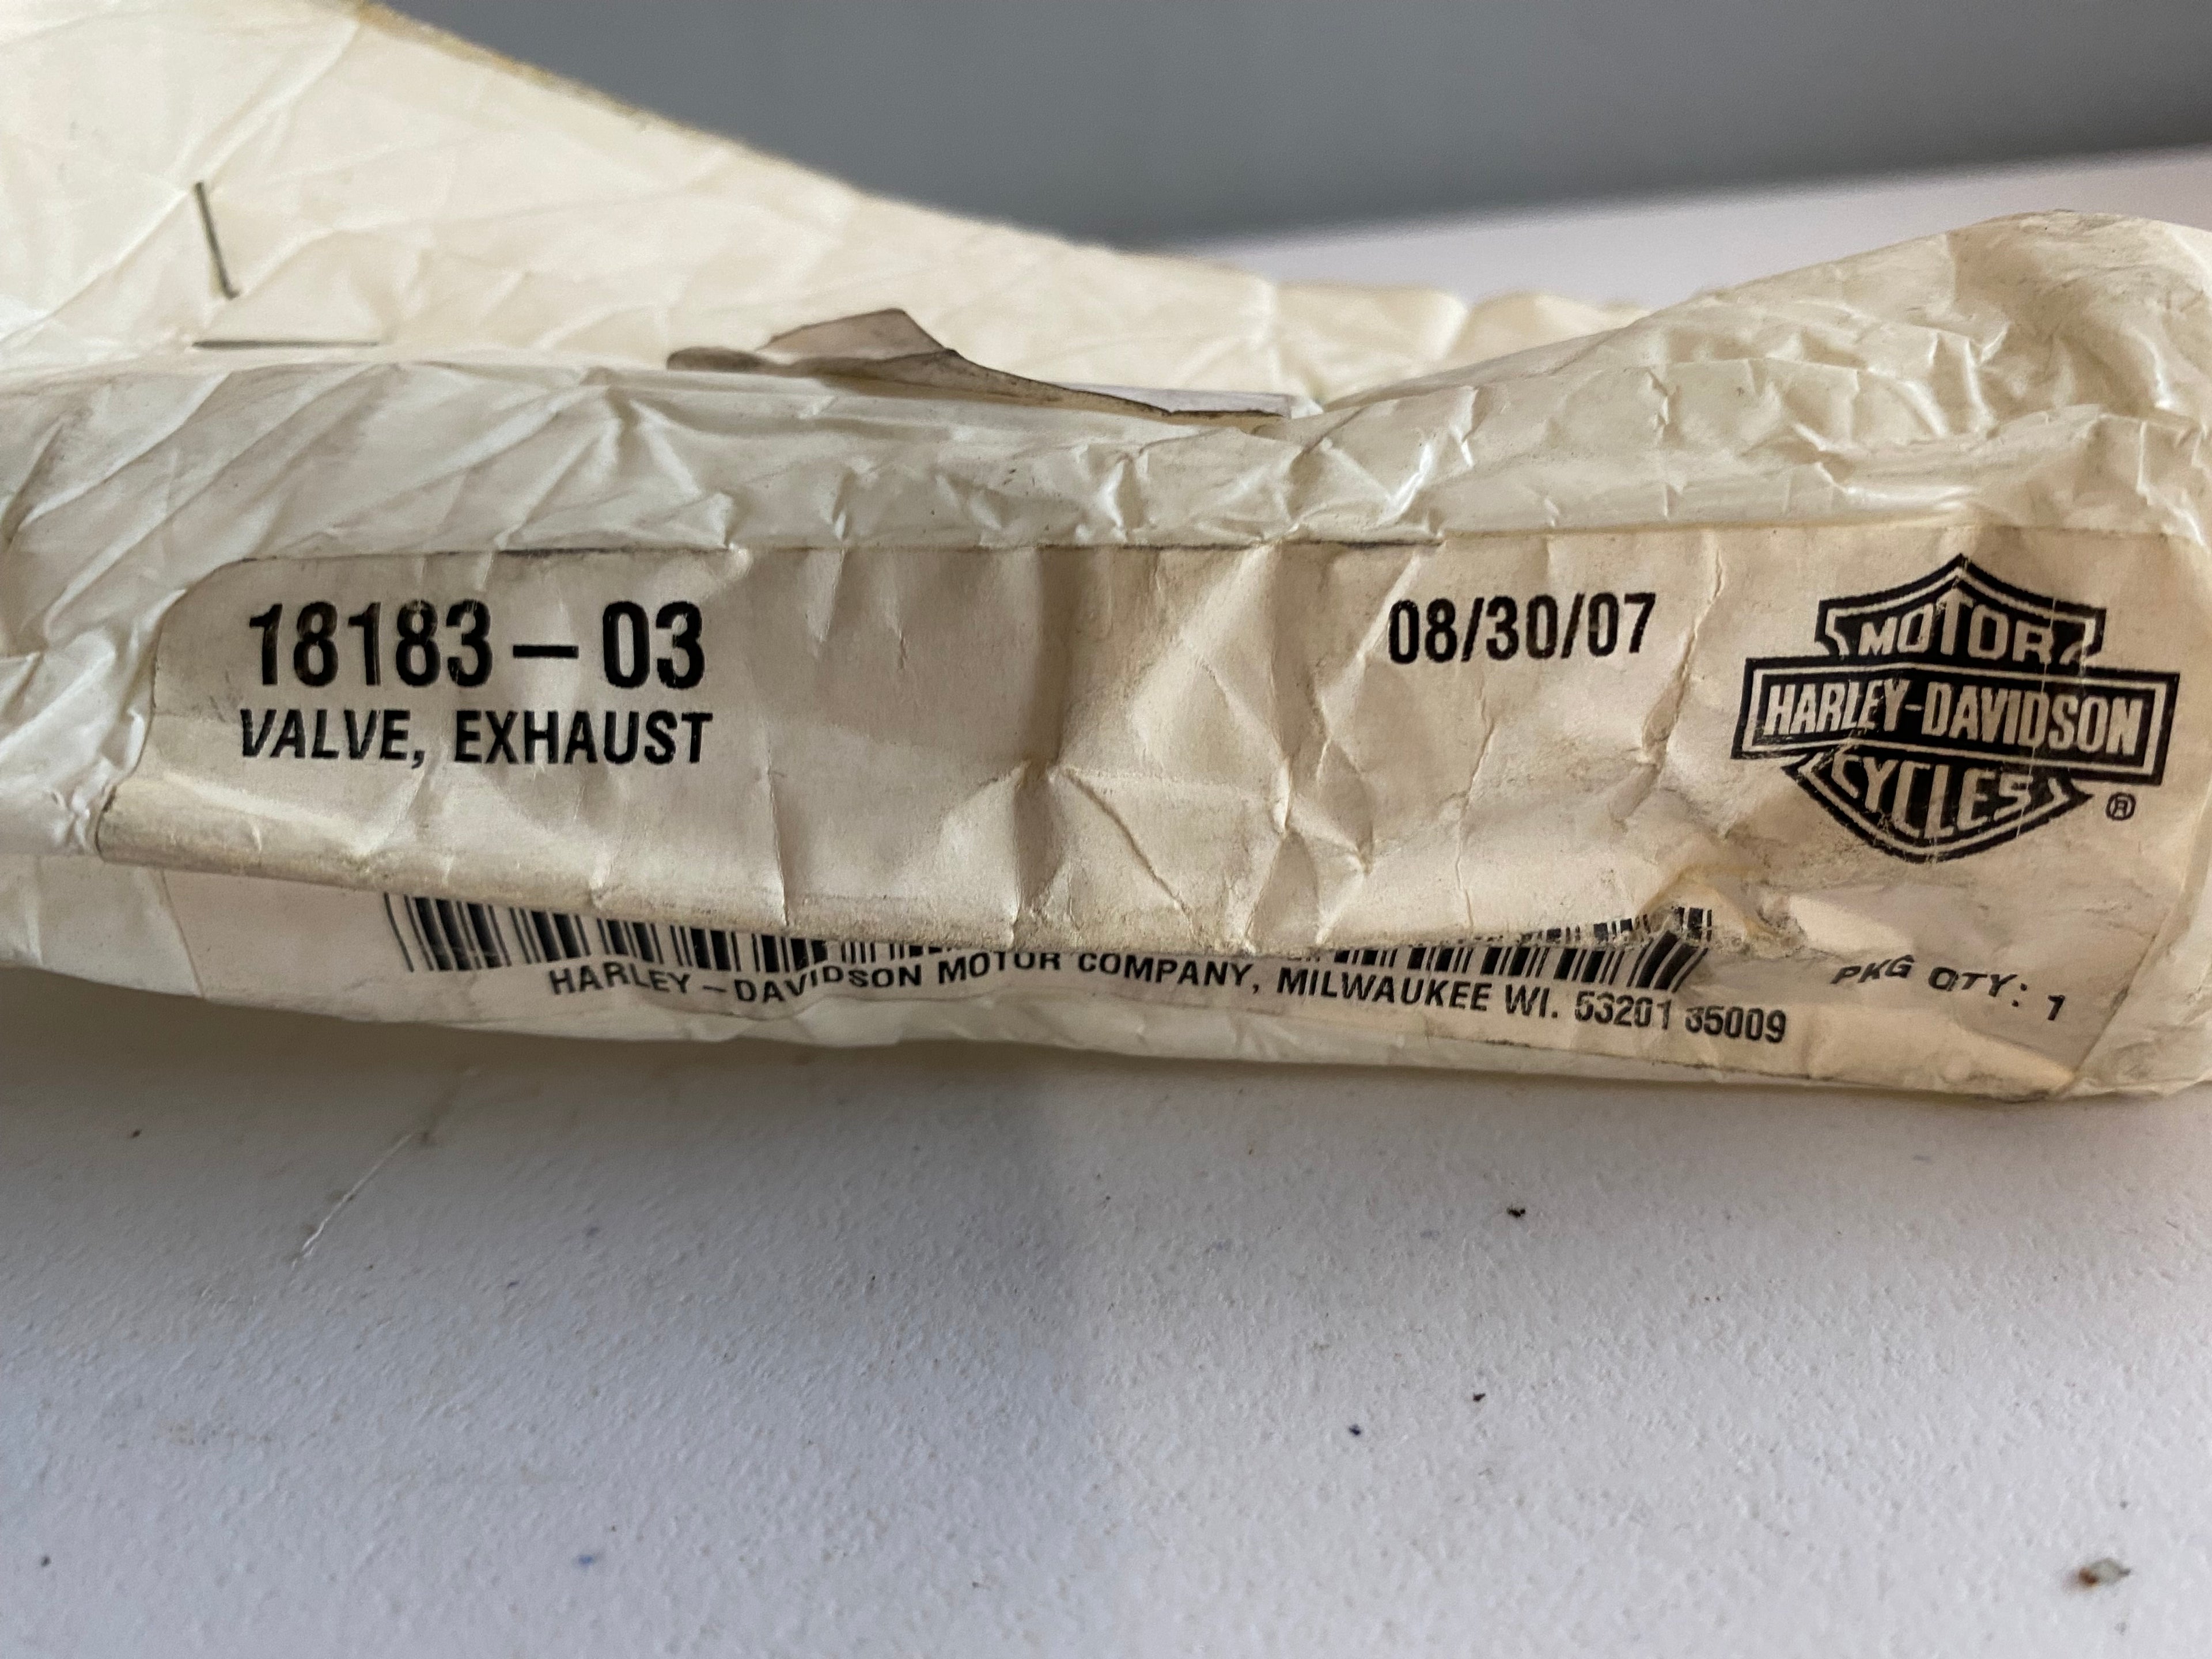 18183-03
VALVE, EXHAUST
08/30/07
MOTOR
HARLEY-DAVIDSON
CYCLES
®
HARLEY-DAVIDSON MOTOR COMPANY, MILWAUKEE WI. 53201 35009
PKG QTY: 1